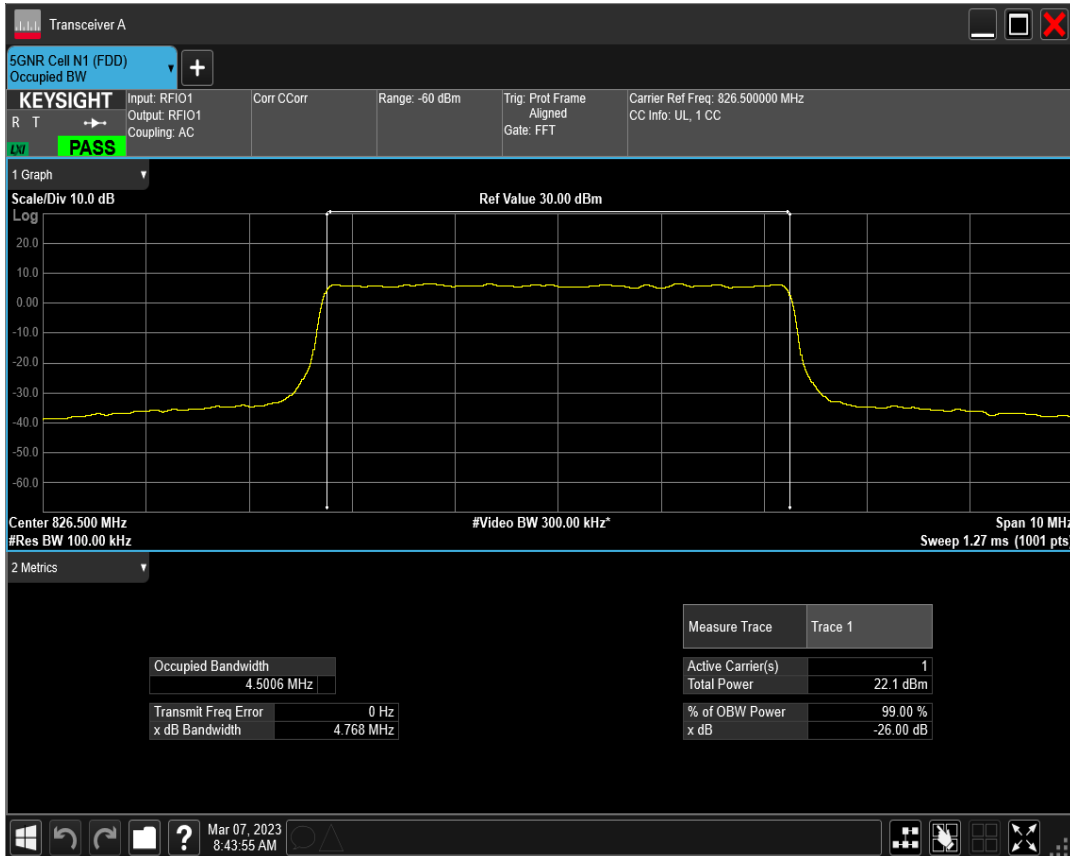 Transceiver A
5GNR Cell N1 (FDD)
Occupied BW
+
KEYSIGHT
R T
LXI
PASS
Input: RFIO1
Output: RFIO1
Coupling: AC
Corr CCorr
Range: -60 dBm
Trig: Prot Frame
Aligned
Gate: FFT
Carrier Ref Freq: 826.500000 MHz
CC Info: UL, 1 CC
1 Graph
Scale/Div 10.0 dB
Ref Value 30.00 dBm
Log
20.0
10.0
0.00
-10.0
-20.0
-30.0
-40.0
-50.0
-60.0
Center 826.500 MHz
#Video BW 300.00 kHz*
Span 10 MHz
#Res BW 100.00 kHz
Sweep 1.27 ms (1001 pts)
2 Metrics
Measure Trace Trace 1
Occupied Bandwidth
4.5006 MHz
Transmit Freq Error 0 Hz
x dB Bandwidth 4.768 MHz
Active Carrier(s) 1
Total Power 22.1 dBm
% of OBW Power 99.00 %
x dB -26.00 dB
?
Mar 07, 2023
8:43:55 AM